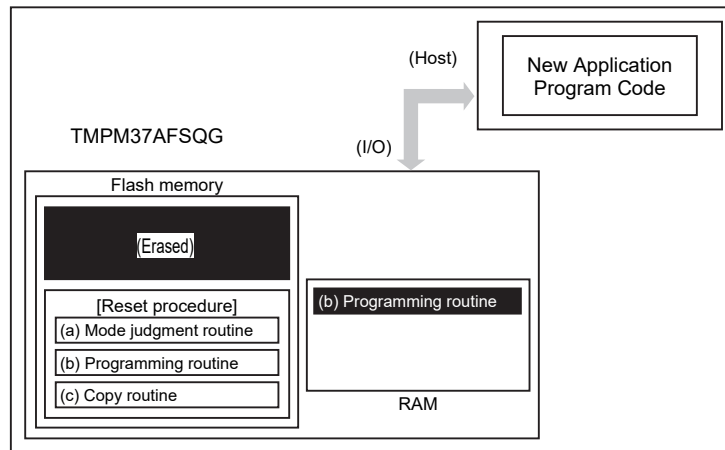 (Host)
New Application
Program Code
TMPM37AFSQG
(I/O)
Flash memory
(Erased)
[Reset procedure]
(a) Mode judgment routine
(b) Programming routine
(c) Copy routine
(b) Programming routine
RAM